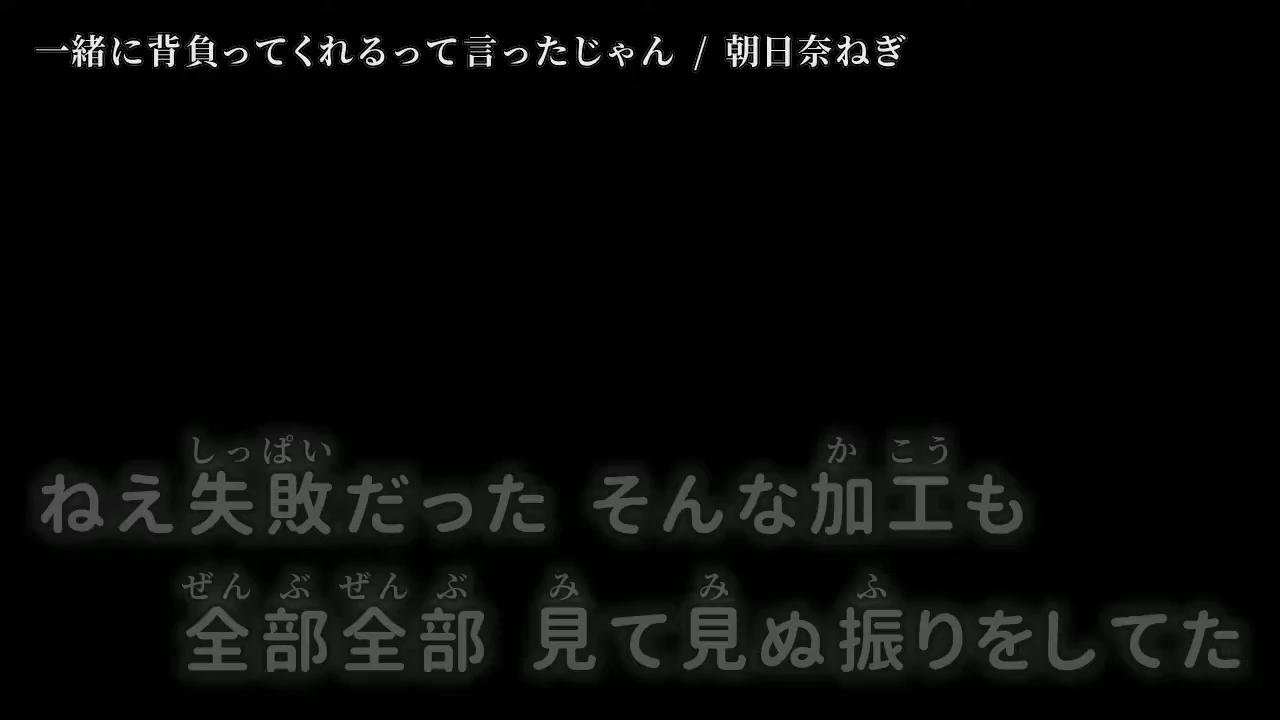 一緒に背負ってくれるって言ったじゃん / 朝日奈ねぎ
しっぱい か こう
ねえ失敗だった そんな加工も
ぜん ぶ ぜん ぶ み み ふ
全部全部 見て見ぬ振りをしてた